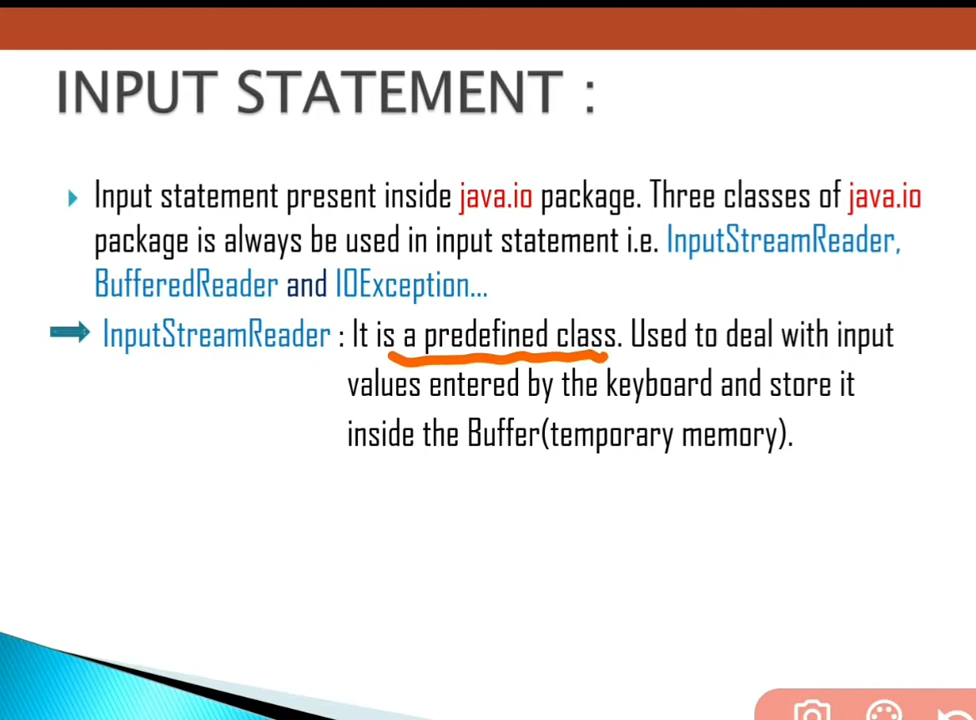 INPUT STATEMENT :
Input statement present inside java.io package. Three classes of java.io
package is always be used in input statement i.e. InputStreamReader,
BufferedReader and IOException...
InputStreamReader : It is a predefined class. Used to deal with input
values entered by the keyboard and store it
inside the Buffer(temporary memory).